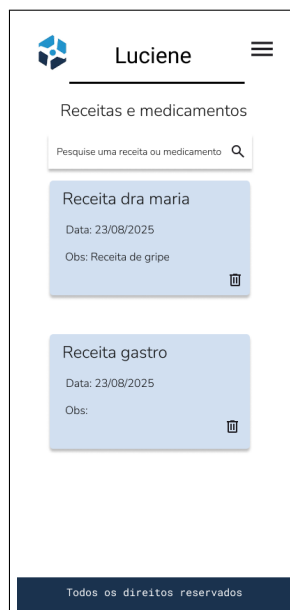 Luciene
Receitas e medicamentos
Pesquise uma receita ou medicamento
Receita dra maria
Data: 23/08/2025
Obs: Receita de gripe
Receita gastro
Data: 23/08/2025
Obs:
Todos os direitos reservados